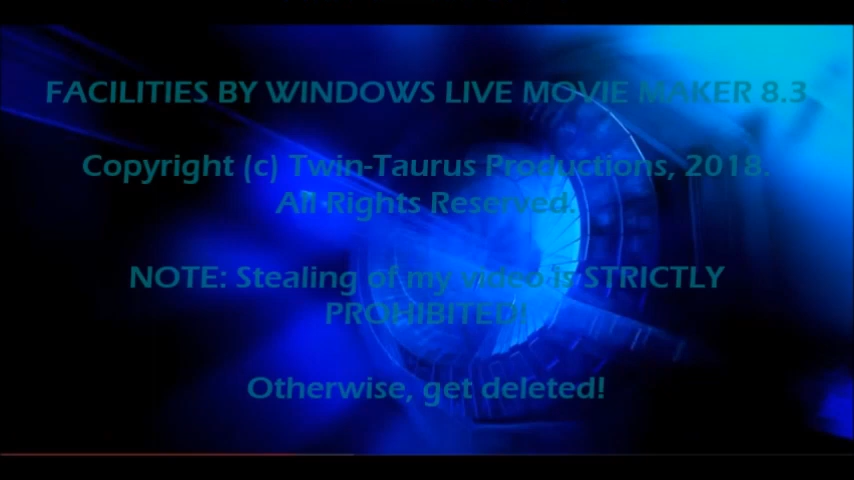 FACILITIES BY WINDOWS LIVE MOVIE MAKER 8.3
Copyright (c) Twin-Taurus Productions, 2018.
All Rights Reserved.
NOTE: Stealing of my video is STRICTLY
PROHIBITED!
Otherwise, get deleted!